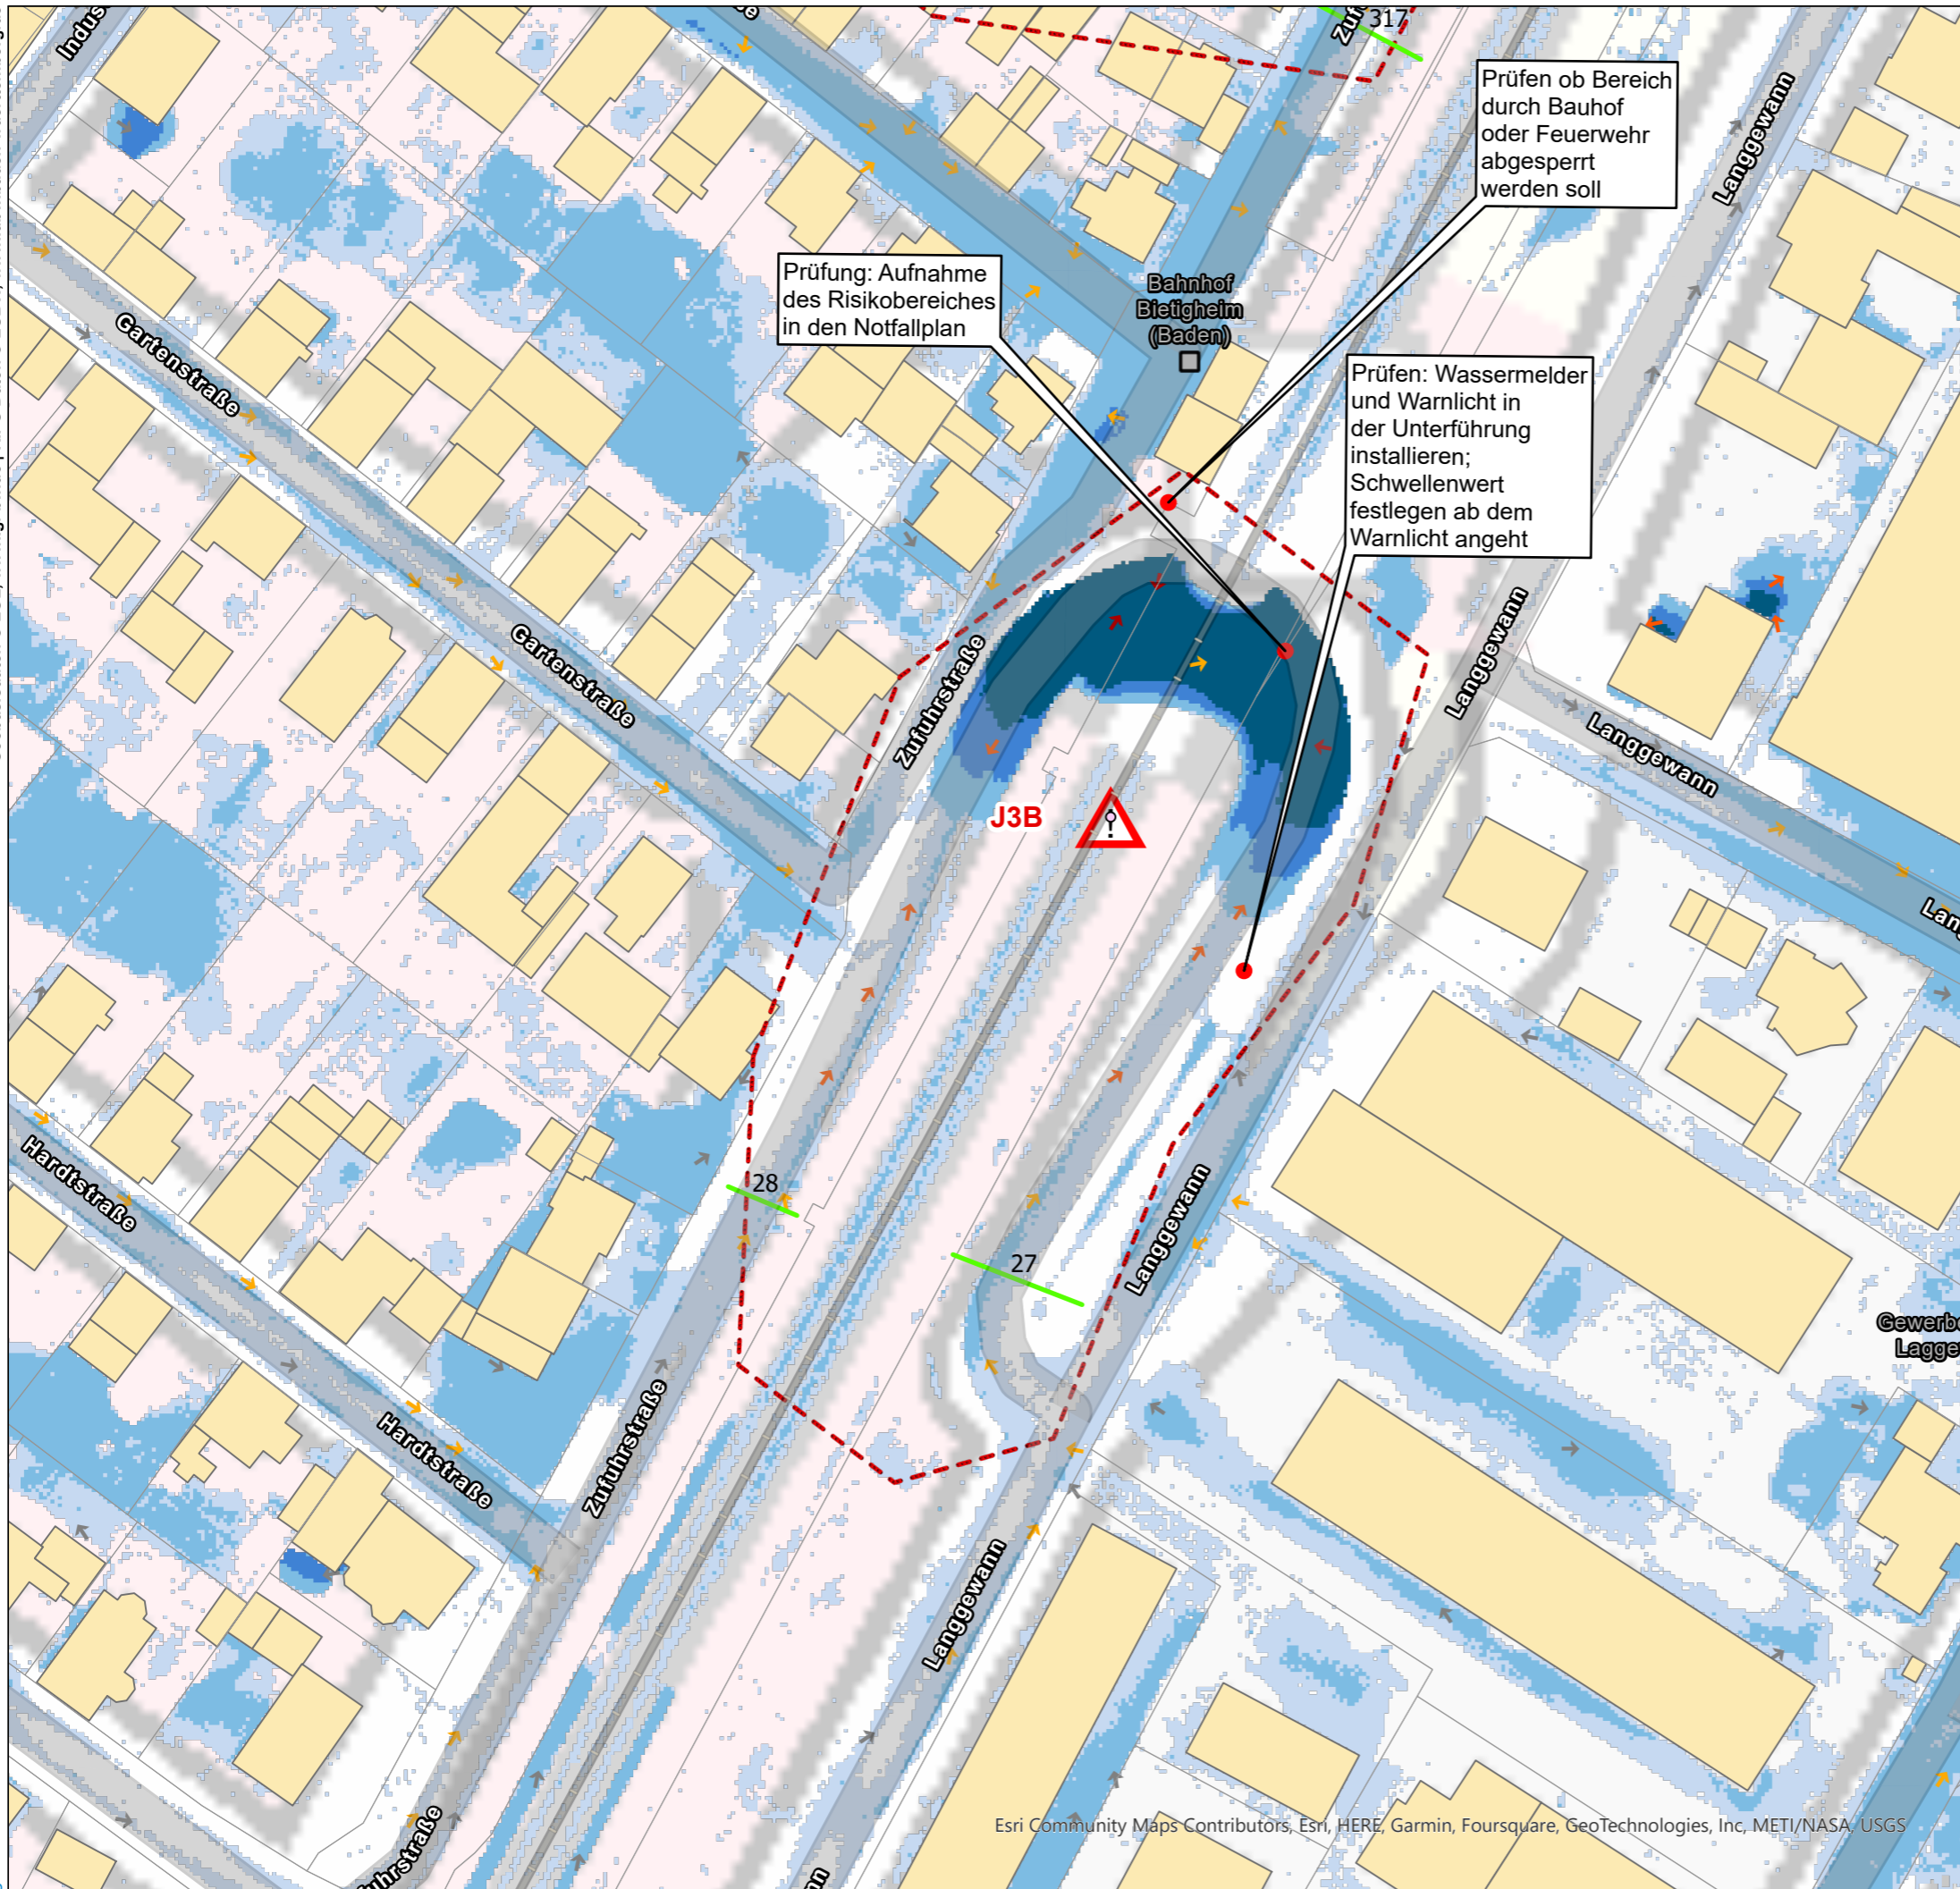 317
Prüfen ob Bereich
durch Bauhof
oder Feuerwehr
abgesperrt
werden soll
Langgewann
Prüfung: Aufnahme
des Risikobereiches
in den Notfallplan
Bahnhof
Bietigheim
(Baden)
Gartenstraße
Prüfen: Wassermelder
und Warnlicht in
der Unterführung
installieren;
Schwellenwert
festlegen ab dem
Warnlicht angeht
Gartenstraße
Zufuhrstraße
Langgewann
Langgewann
J3B
28
27
Hardtstraße
Langgewann
Hardtstraße
Zufuhrstraße
Langgewann
Esri Community Maps Contributors, Esri, HERE, Garmin, Foursquare, GeoTechnologies, Inc, METI/NASA, USGS